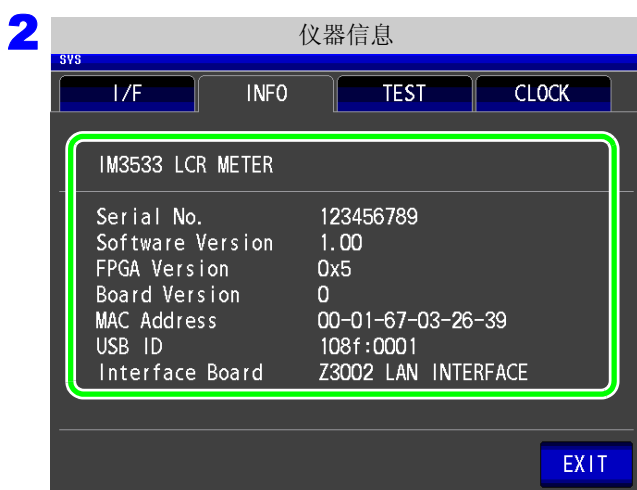 2
仪器信息
SYS
I/F INFO TEST CLOCK
IM3533 LCR METER
Serial No. 123456789
Software Version 1.00
FPGA Version 0x5
Board Version 0
MAC Address 00-01-67-03-26-39
USB ID 108f:0001
Interface Board Z3002 LAN INTERFACE
EXIT